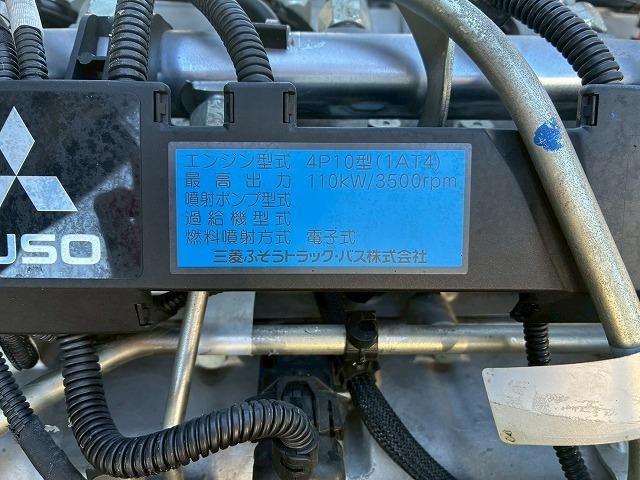 エンジン型式 4P10型(1AT4)
最高出力 110kW/3500rpm
噴射ポンプ型式
過給機型式
燃料噴射方式 電子式
三菱ふそうトラック・バス株式会社
USO